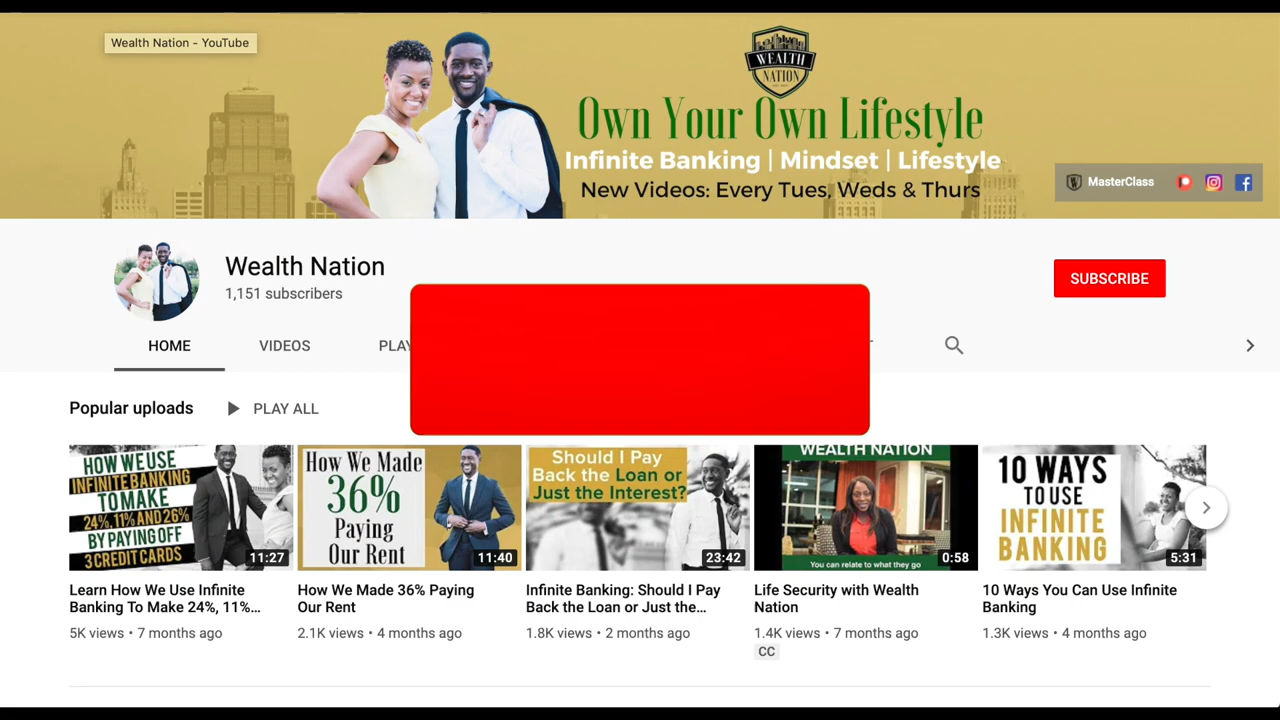 Wealth Nation - YouTube
WEALTH
NATION
Own Your Own Lifestyle
Infinite Banking | Mindset | Lifestyle
New Videos: Every Tues, Weds & Thurs
MasterClass
Wealth Nation
1,151 subscribers
SUBSCRIBE
HOME VIDEOS PLAY
Popular uploads PLAY ALL
HOW WE USE
INFINITE BANKING
TO MAKE
24%, 11% AND 26%
BY PAYING OFF
3 CREDIT CARDS
11:27
How We Made
36%
Paying
Our Rent
11:40
Should I Pay
Back the Loan or
Just the Interest?
23:42
WEALTH NATION
You can relate to what they go
0:58
10 WAYS
TO USE
INFINITE
BANKING
5:31
Learn How We Use Infinite
Banking To Make 24%, 11%...
5K views • 7 months ago
How We Made 36% Paying
Our Rent
2.1K views • 4 months ago
Infinite Banking: Should I Pay
Back the Loan or Just the...
1.8K views • 2 months ago
Life Security with Wealth
Nation
1.4K views • 7 months ago
CC
10 Ways You Can Use Infinite
Banking
1.3K views • 4 months ago